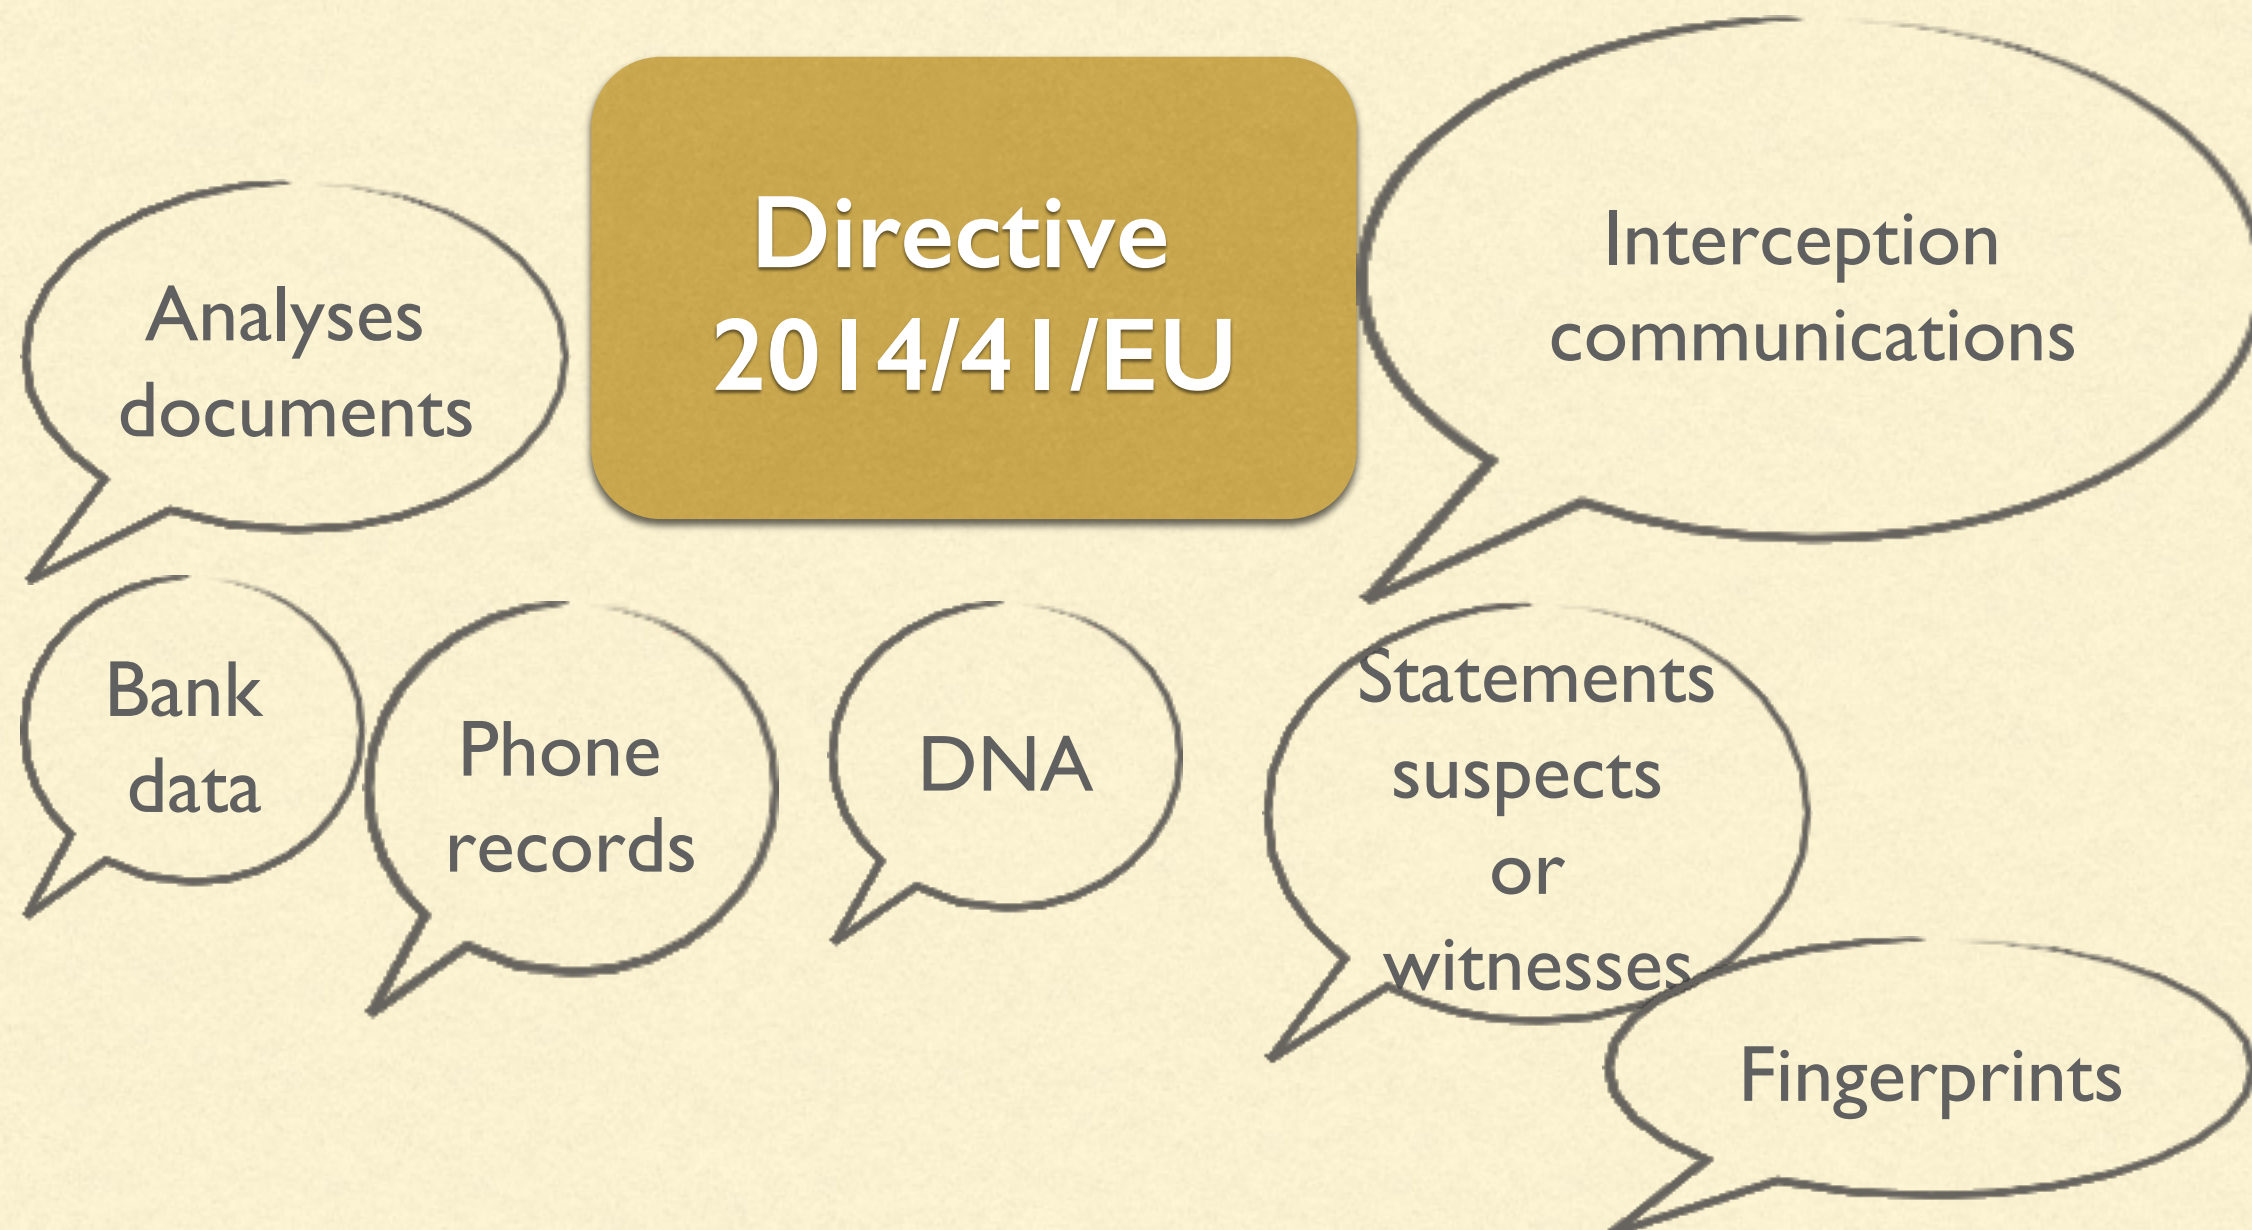 Directive
2014/41/EU
Analyses
documents
Interception
communications
Bank
data
Phone
records
DNA
Statements
suspects
or
witnesses
Fingerprints